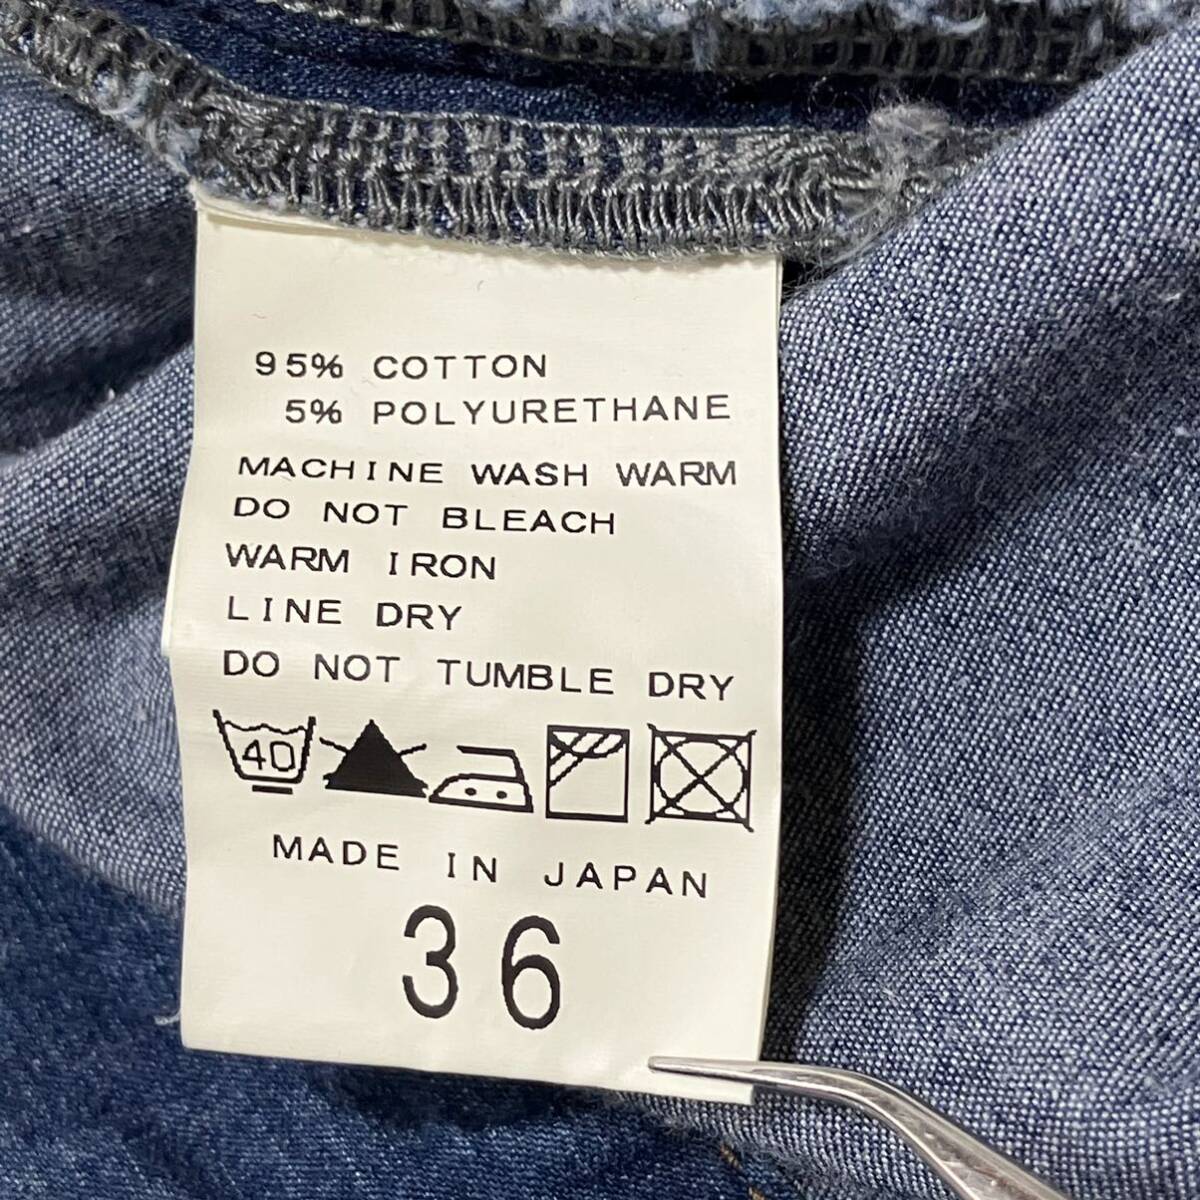 95% COTTON
5% POLYURETHANE
MACHINE WASH WARM
DO NOT BLEACH
WARM IRON
LINE DRY
DO NOT TUMBLE DRY
40
MADE IN JAPAN
36